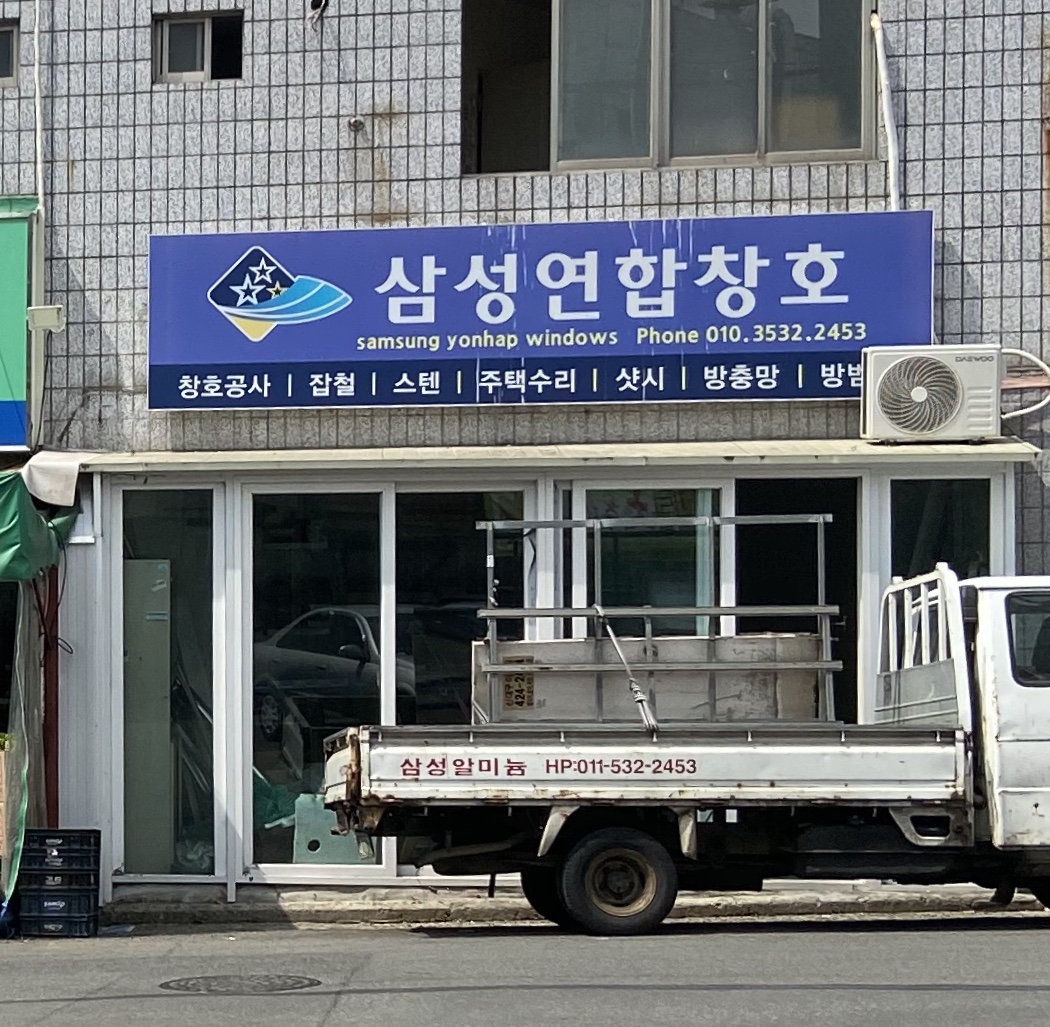 삼성연합창호
samsung yonhap windows Phone 010.3532.2453
창호공사 | 잡철 | 스텐 | 주택수리 | 샷시 | 방충망 | 방범
DAEWOO
삼성알미늄 HP:011-532-2453